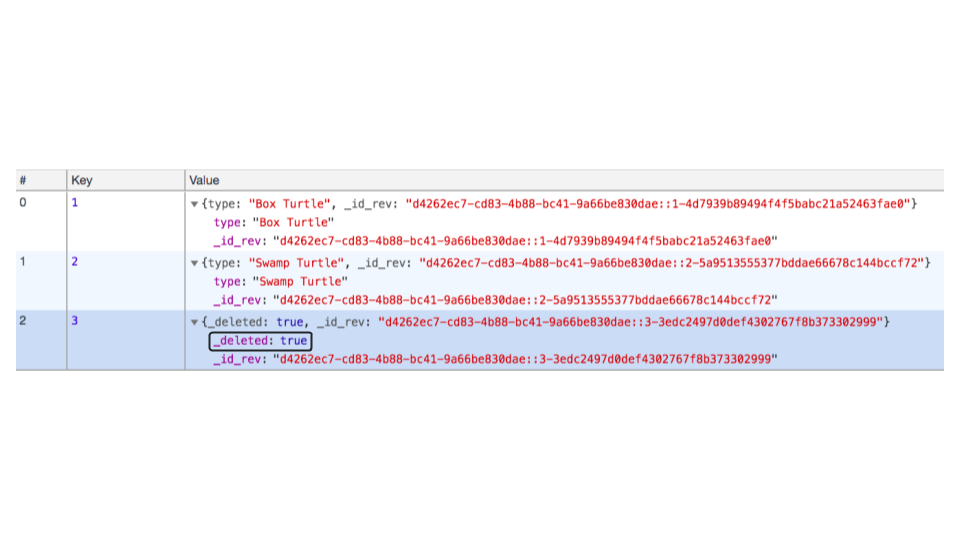 # Key Value
0 1 ▼{type: "Box Turtle", _id_rev: "d4262ec7-cd83-4b88-bc41-9a66be830dae::1-4d7939b89494f4f5babc21a52463fae0"}
type: "Box Turtle"
_id_rev: "d4262ec7-cd83-4b88-bc41-9a66be830dae::1-4d7939b89494f4f5babc21a52463fae0"
1 2 ▼{type: "Swamp Turtle", _id_rev: "d4262ec7-cd83-4b88-bc41-9a66be830dae::2-5a9513555377bddae66678c144bccf72"}
type: "Swamp Turtle"
_id_rev: "d4262ec7-cd83-4b88-bc41-9a66be830dae::2-5a9513555377bddae66678c144bccf72"
2 3 ▼{_deleted: true, _id_rev: "d4262ec7-cd83-4b88-bc41-9a66be830dae::3-3edc2497d0def4302767f8b373302999"}
_deleted: true
_id_rev: "d4262ec7-cd83-4b88-bc41-9a66be830dae::3-3edc2497d0def4302767f8b373302999"